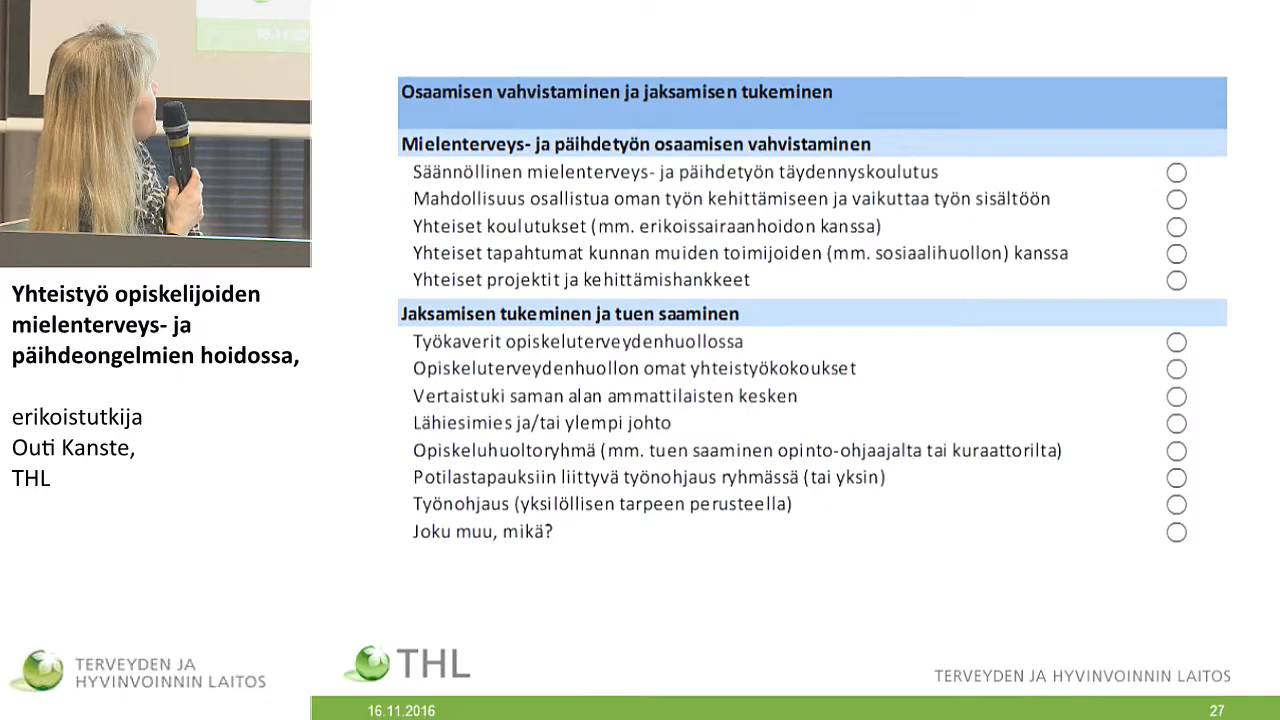 Yhteistyö opiskelijoiden
mielenterveys- ja
päihdeongelmien hoidossa,
erikoistutkija
Outi Kanste,
THL
TERVEYDEN JA
HYVINVOINNIN LAITOS
Osaamisen vahvistaminen ja jaksamisen tukeminen
Mielenterveys- ja päihdetyön osaamisen vahvistaminen
Säännöllinen mielenterveys- ja päihdetyön täydennyskoulutus
Mahdollisuus osallistua oman työn kehittämiseen ja vaikuttaa työn sisältöön
Yhteiset koulutukset (mm. erikoissairaanhoidon kanssa)
Yhteiset tapahtumat kunnan muiden toimijoiden (mm. sosiaalihuollon) kanssa
Yhteiset projektit ja kehittämishankkeet
Jaksamisen tukeminen ja tuen saaminen
Työkaverit opiskeluterveydenhuollossa
Opiskeluterveydenhuollon omat yhteistyökokoukset
Vertaistuki saman alan ammattilaisten kesken
Lähiesimies ja/tai ylempi johto
Opiskeluhuoltoryhmä (mm. tuen saaminen opinto-ohjaajalta tai kuraattorilta)
Potilastapauksiin liittyvä työnohjaus ryhmässä (tai yksin)
Työnohjaus (yksilöllisen tarpeen perusteella)
Joku muu, mikä?
THL
TERVEYDEN JA HYVINVOINNIN LAITOS
16.11.2016
27